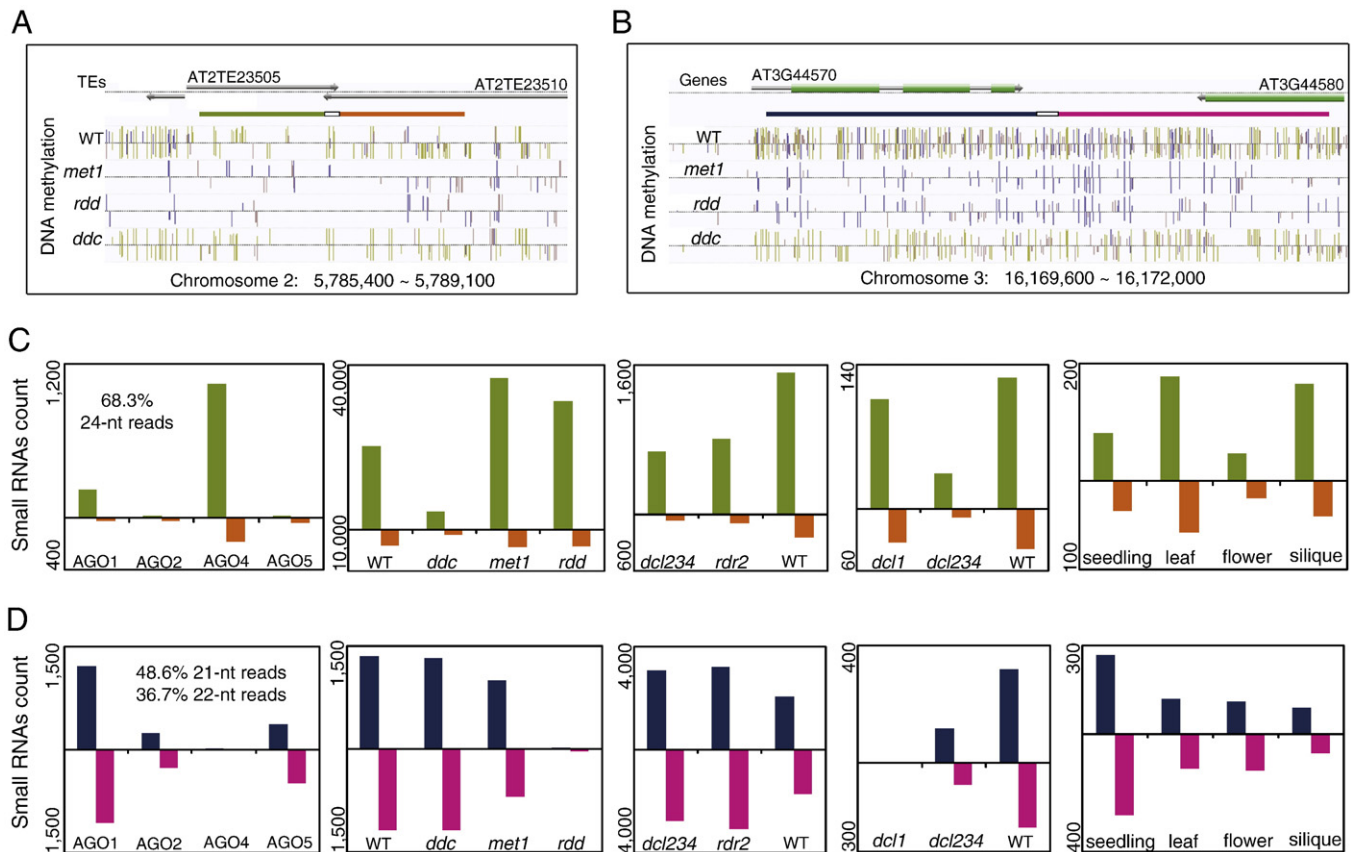 A
TEs
AT2TE23505
AT2TE23510
DNA methylation
WT
met1
rdd
ddc
Chromosome 2: 5,785,400 ~ 5,789,100
B
Genes
AT3G44570
AT3G44580
DNA methylation
WT
met1
rdd
ddc
Chromosome 3: 16,169,600 ~ 16,172,000
C
Small RNAs count
1,200
400
68.3%
24-nt reads
AGO1 AGO2 AGO4 AGO5
40,000
10,000
WT ddc met1 rdd
1,600
600
dcl234 rdr2 WT
140
60
dcl1 dcl234 WT
200
100
seedling leaf flower silique
D
Small RNAs count
1,500
1,500
48.6% 21-nt reads
36.7% 22-nt reads
AGO1 AGO2 AGO4 AGO5
1,500
1,500
WT ddc met1 rdd
4,000
4,000
dcl234 rdr2 WT
400
300
dcl1 dcl234 WT
300
400
seedling leaf flower silique